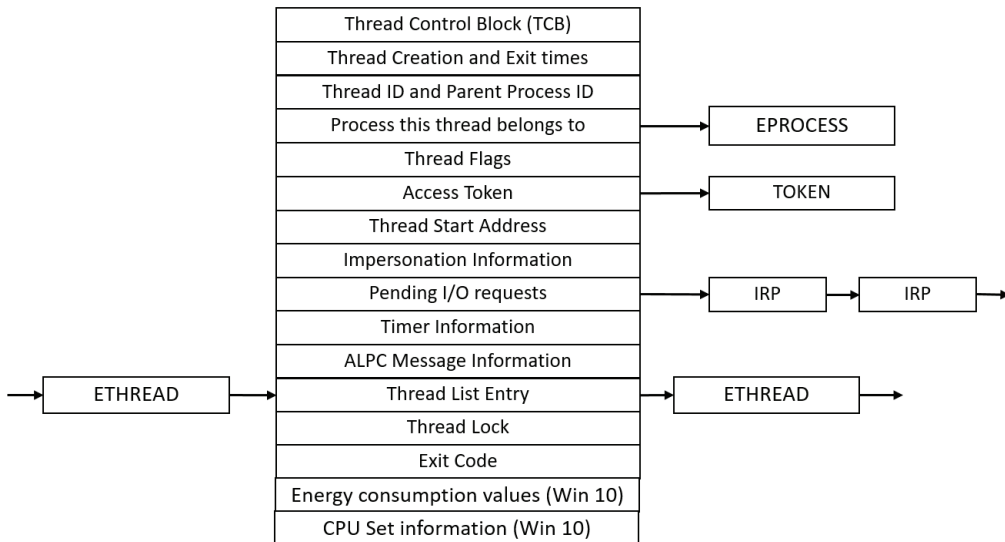 Thread Control Block (TCB)
Thread Creation and Exit times
Thread ID and Parent Process ID
Process this thread belongs to
EPROCESS
Thread Flags
Access Token
TOKEN
Thread Start Address
Impersonation Information
Pending I/O requests
IRP
IRP
Timer Information
ALPC Message Information
ETHREAD
Thread List Entry
ETHREAD
Thread Lock
Exit Code
Energy consumption values (Win 10)
CPU Set information (Win 10)